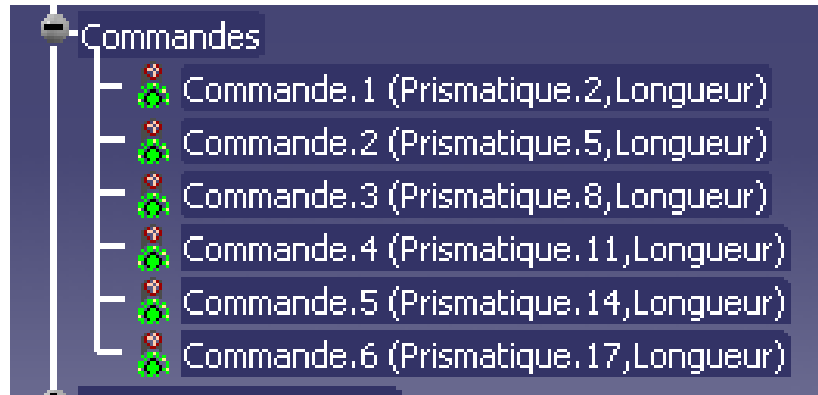 Commandes
Commande.1 (Prismatique.2,Longueur)
Commande.2 (Prismatique.5,Longueur)
Commande.3 (Prismatique.8,Longueur)
Commande.4 (Prismatique.11,Longueur)
Commande.5 (Prismatique.14,Longueur)
Commande.6 (Prismatique.17,Longueur)